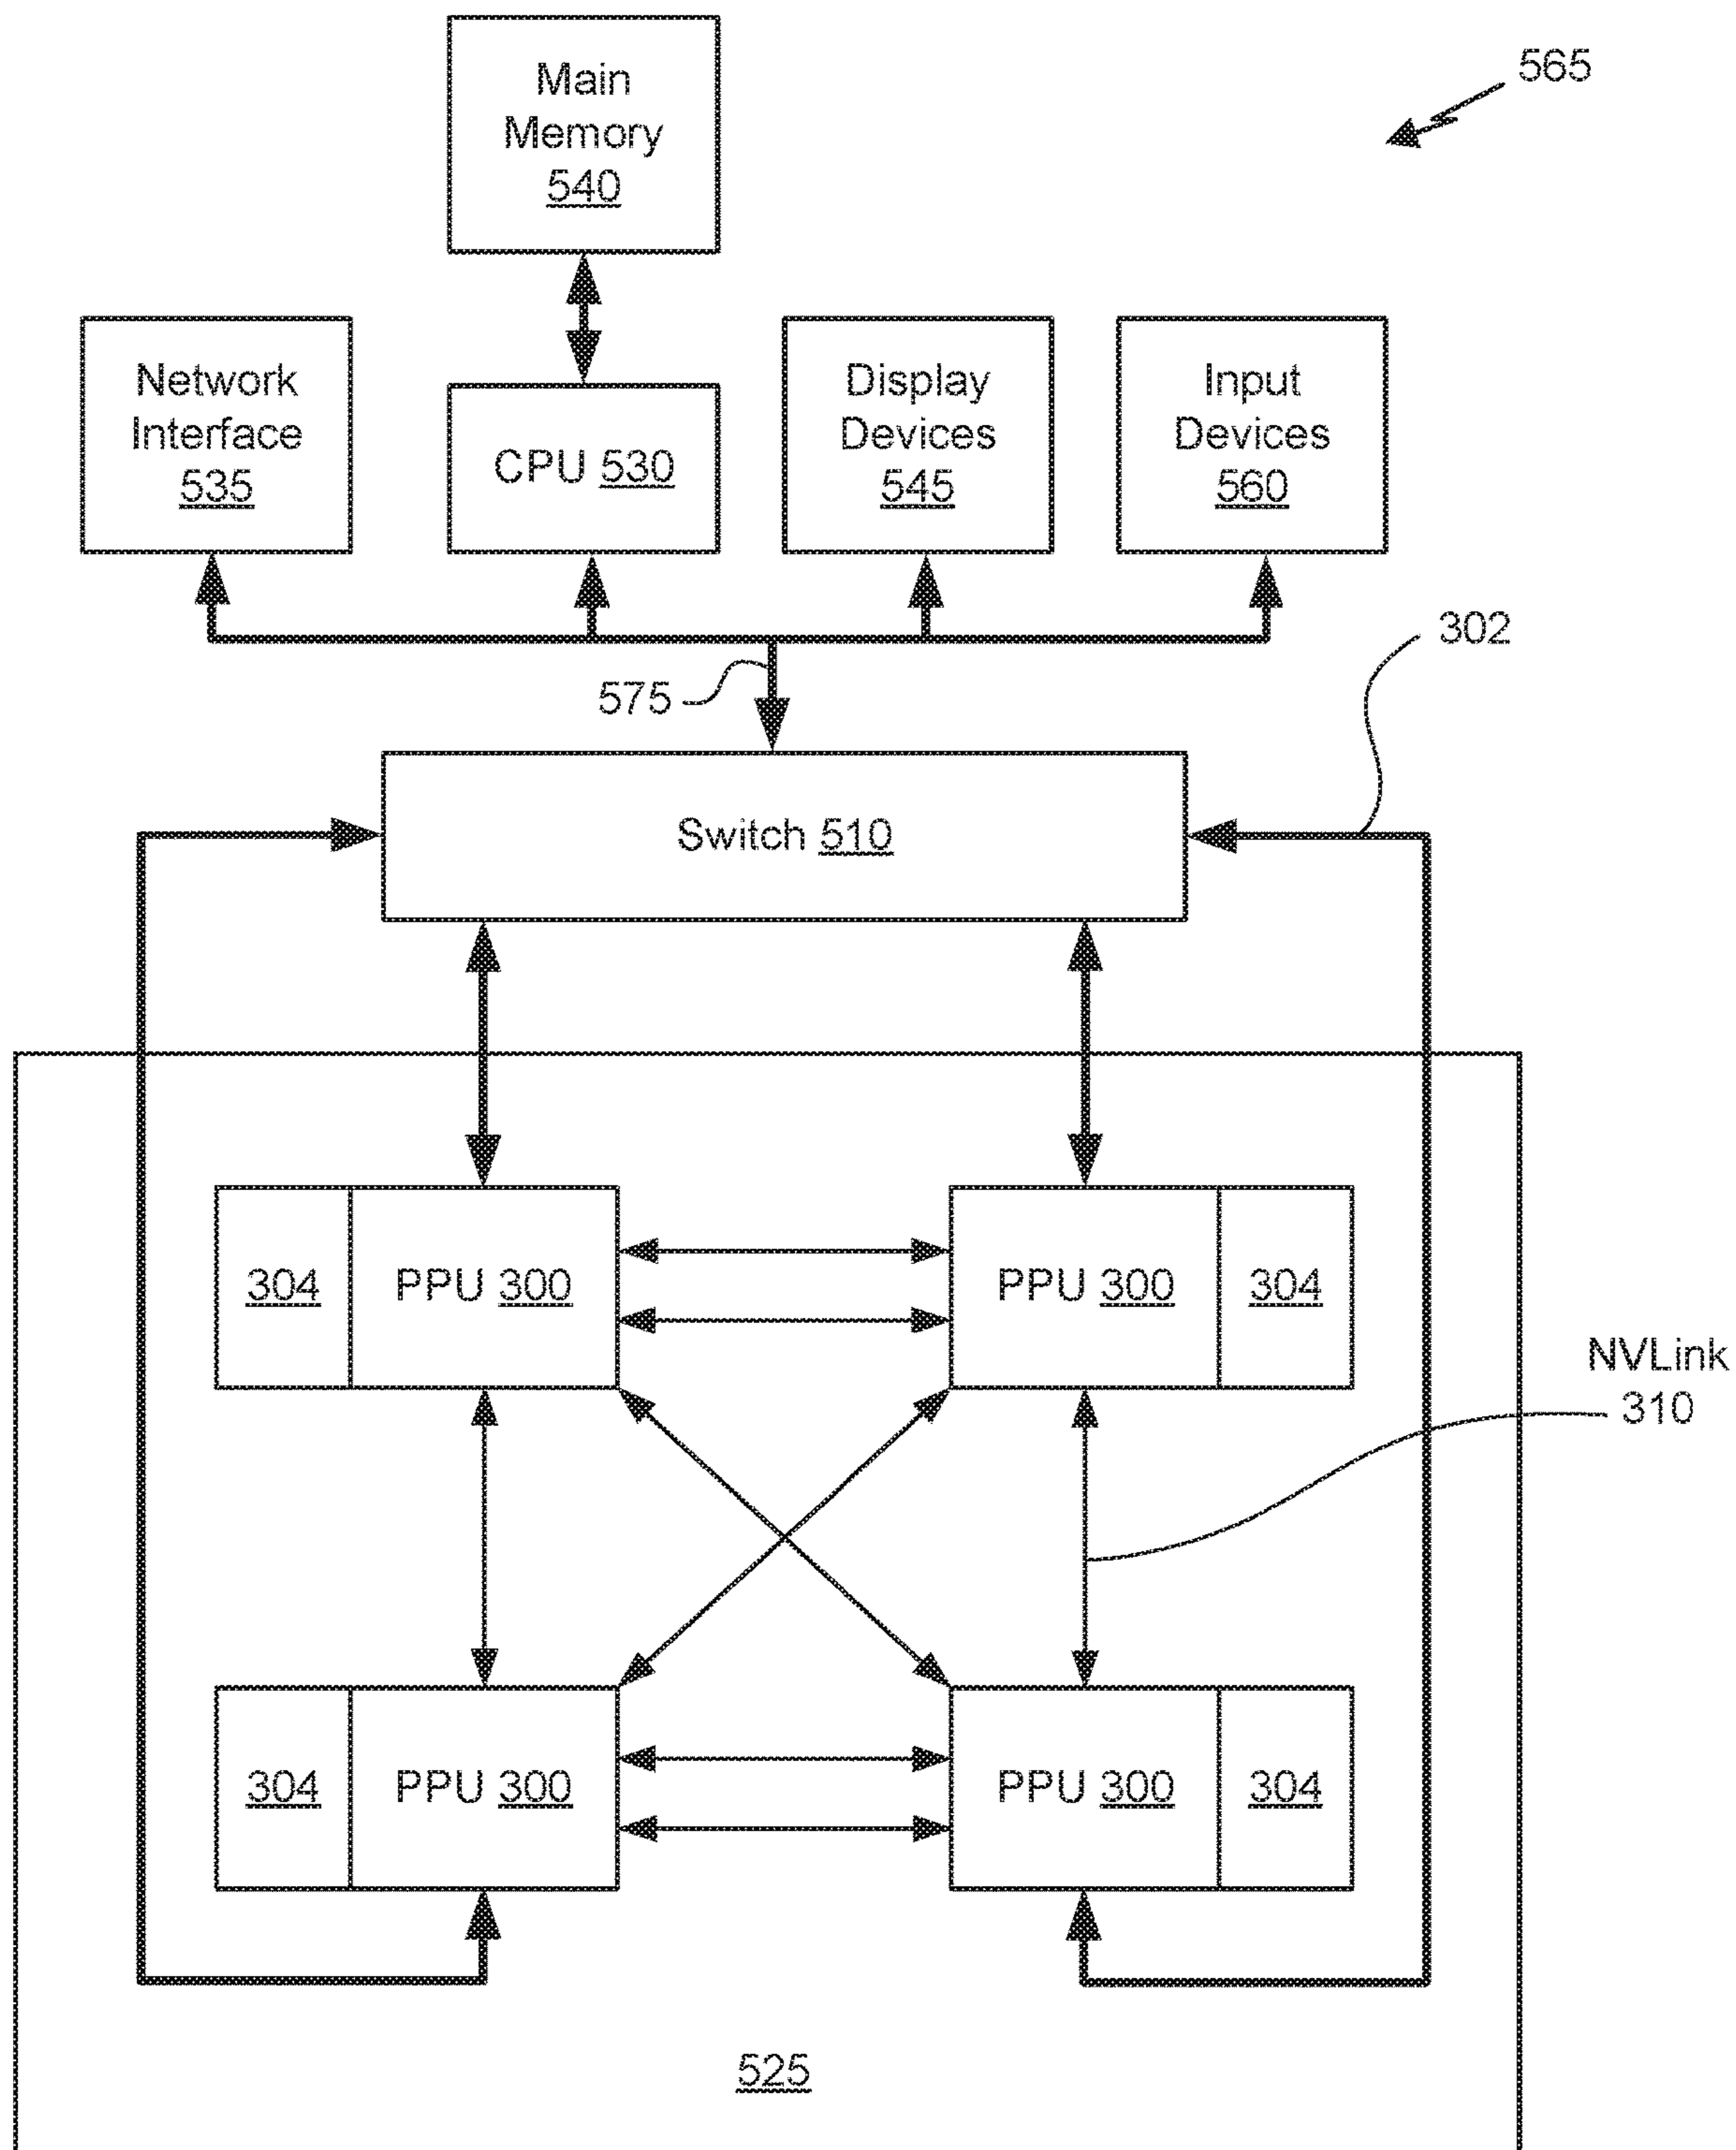 Main
Memory
540
565
Network
Interface
535
CPU 530
Display
Devices
545
Input
Devices
560
302
575
Switch 510
304
PPU 300
PPU 300
304
NVLink
310
304
PPU 300
PPU 300
304
525